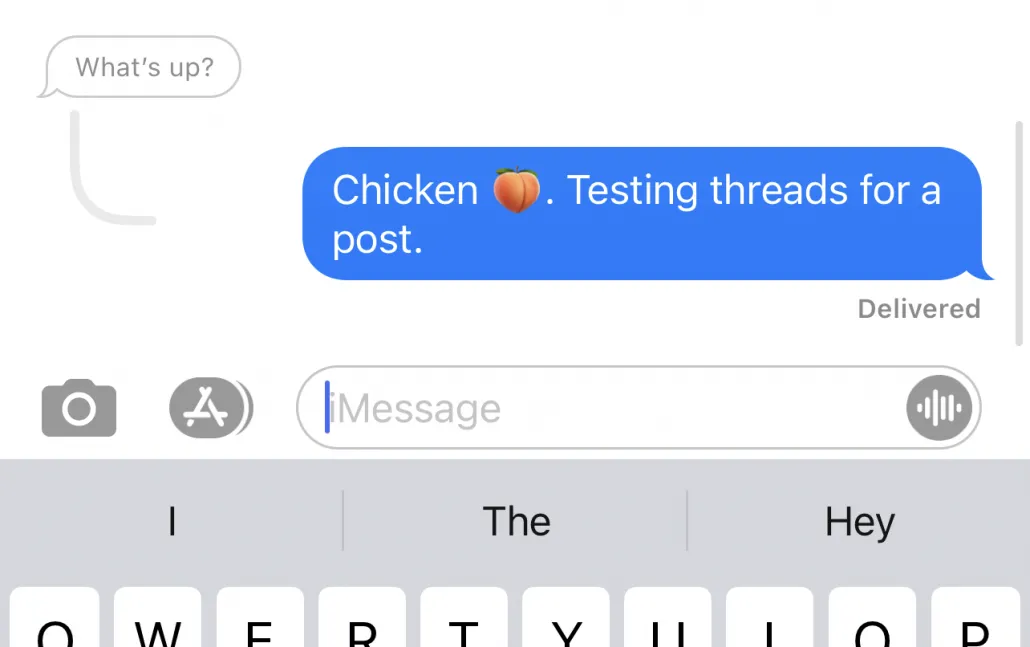 What’s up?
Chicken 🍑. Testing threads for a
post.
Delivered
iMessage
I The Hey
Q W E R T Y U I O P